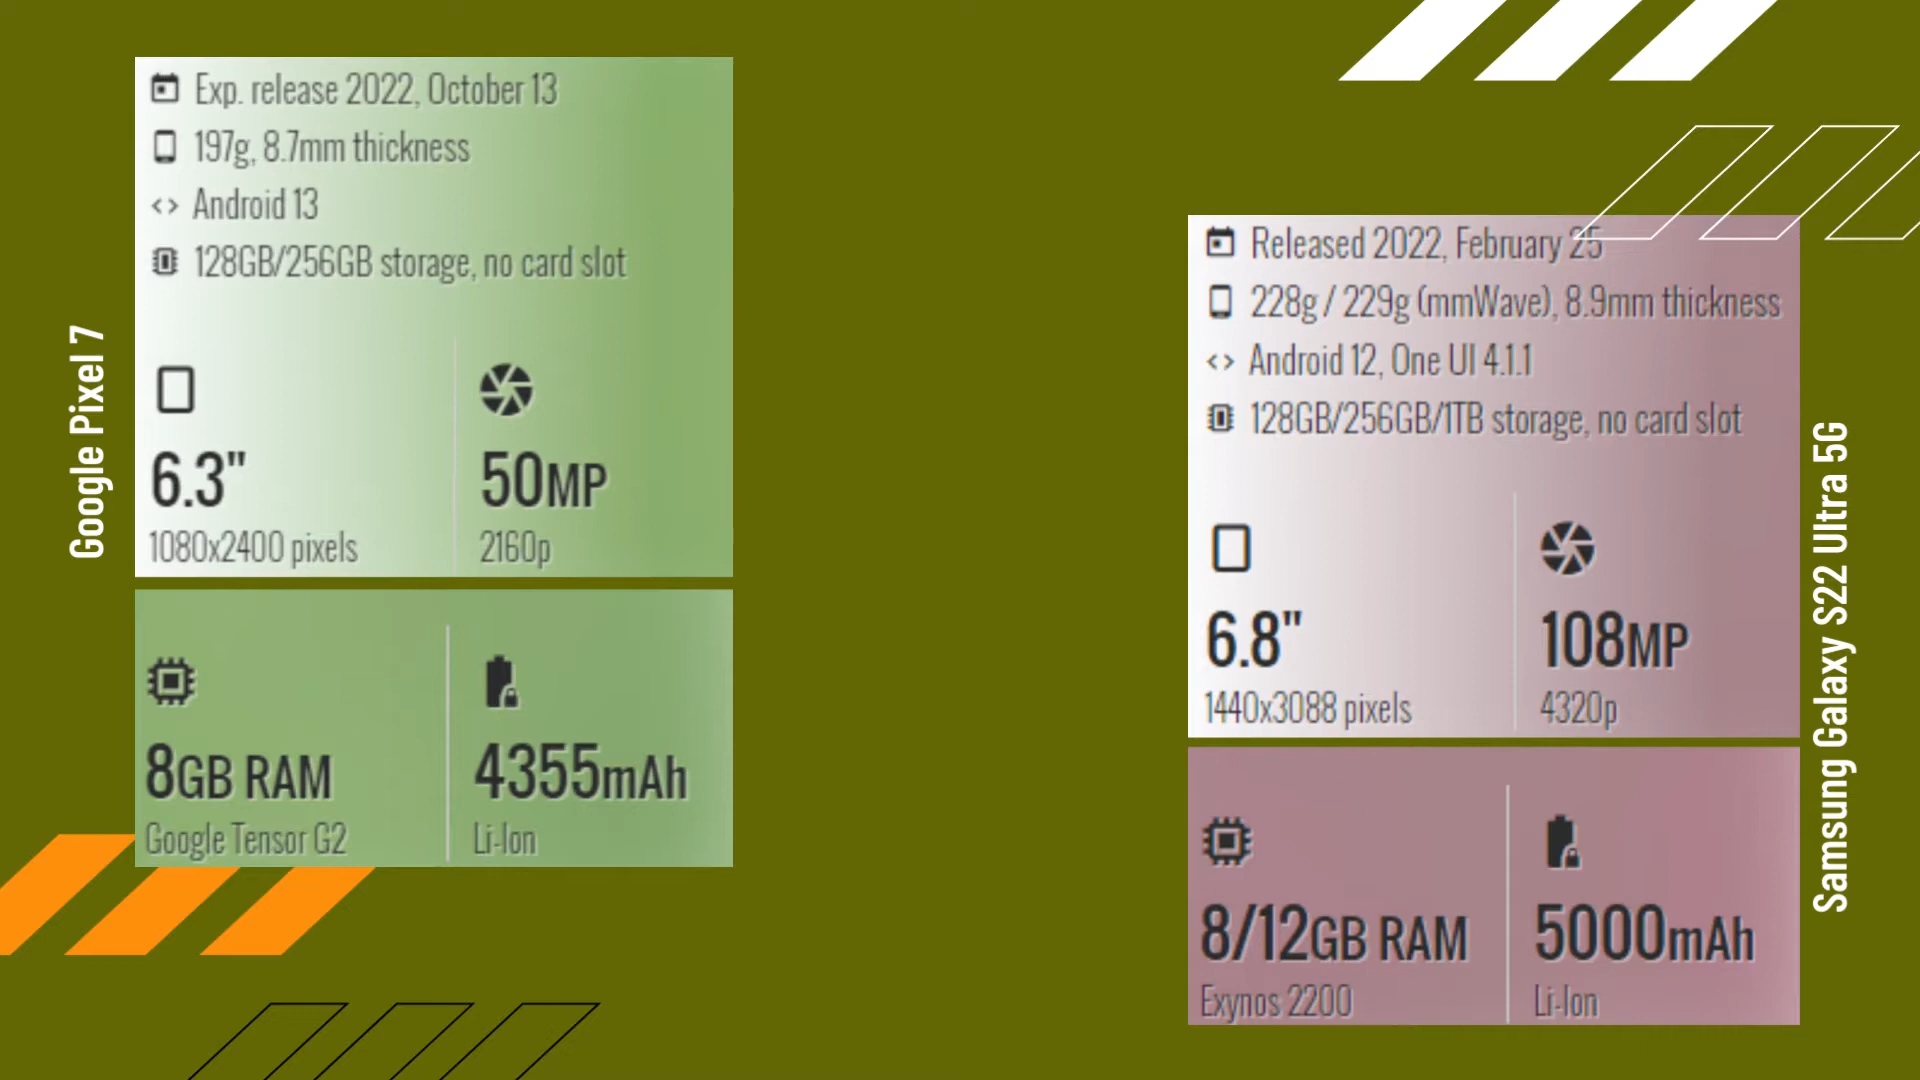 Google Pixel 7
Exp. release 2022, October 13
197g, 8.7mm thickness
Android 13
128GB/256GB storage, no card slot
6.3"
1080x2400 pixels
50MP
2160p
8GB RAM
Google Tensor G2
4355mAh
Li-Ion
Samsung Galaxy S22 Ultra 5G
Released 2022, February 25
228g / 229g (mmWave), 8.9mm thickness
Android 12, One UI 4.1.1
128GB/256GB/1TB storage, no card slot
6.8"
1440x3088 pixels
108MP
4320p
8/12GB RAM
Exynos 2200
5000mAh
Li-Ion